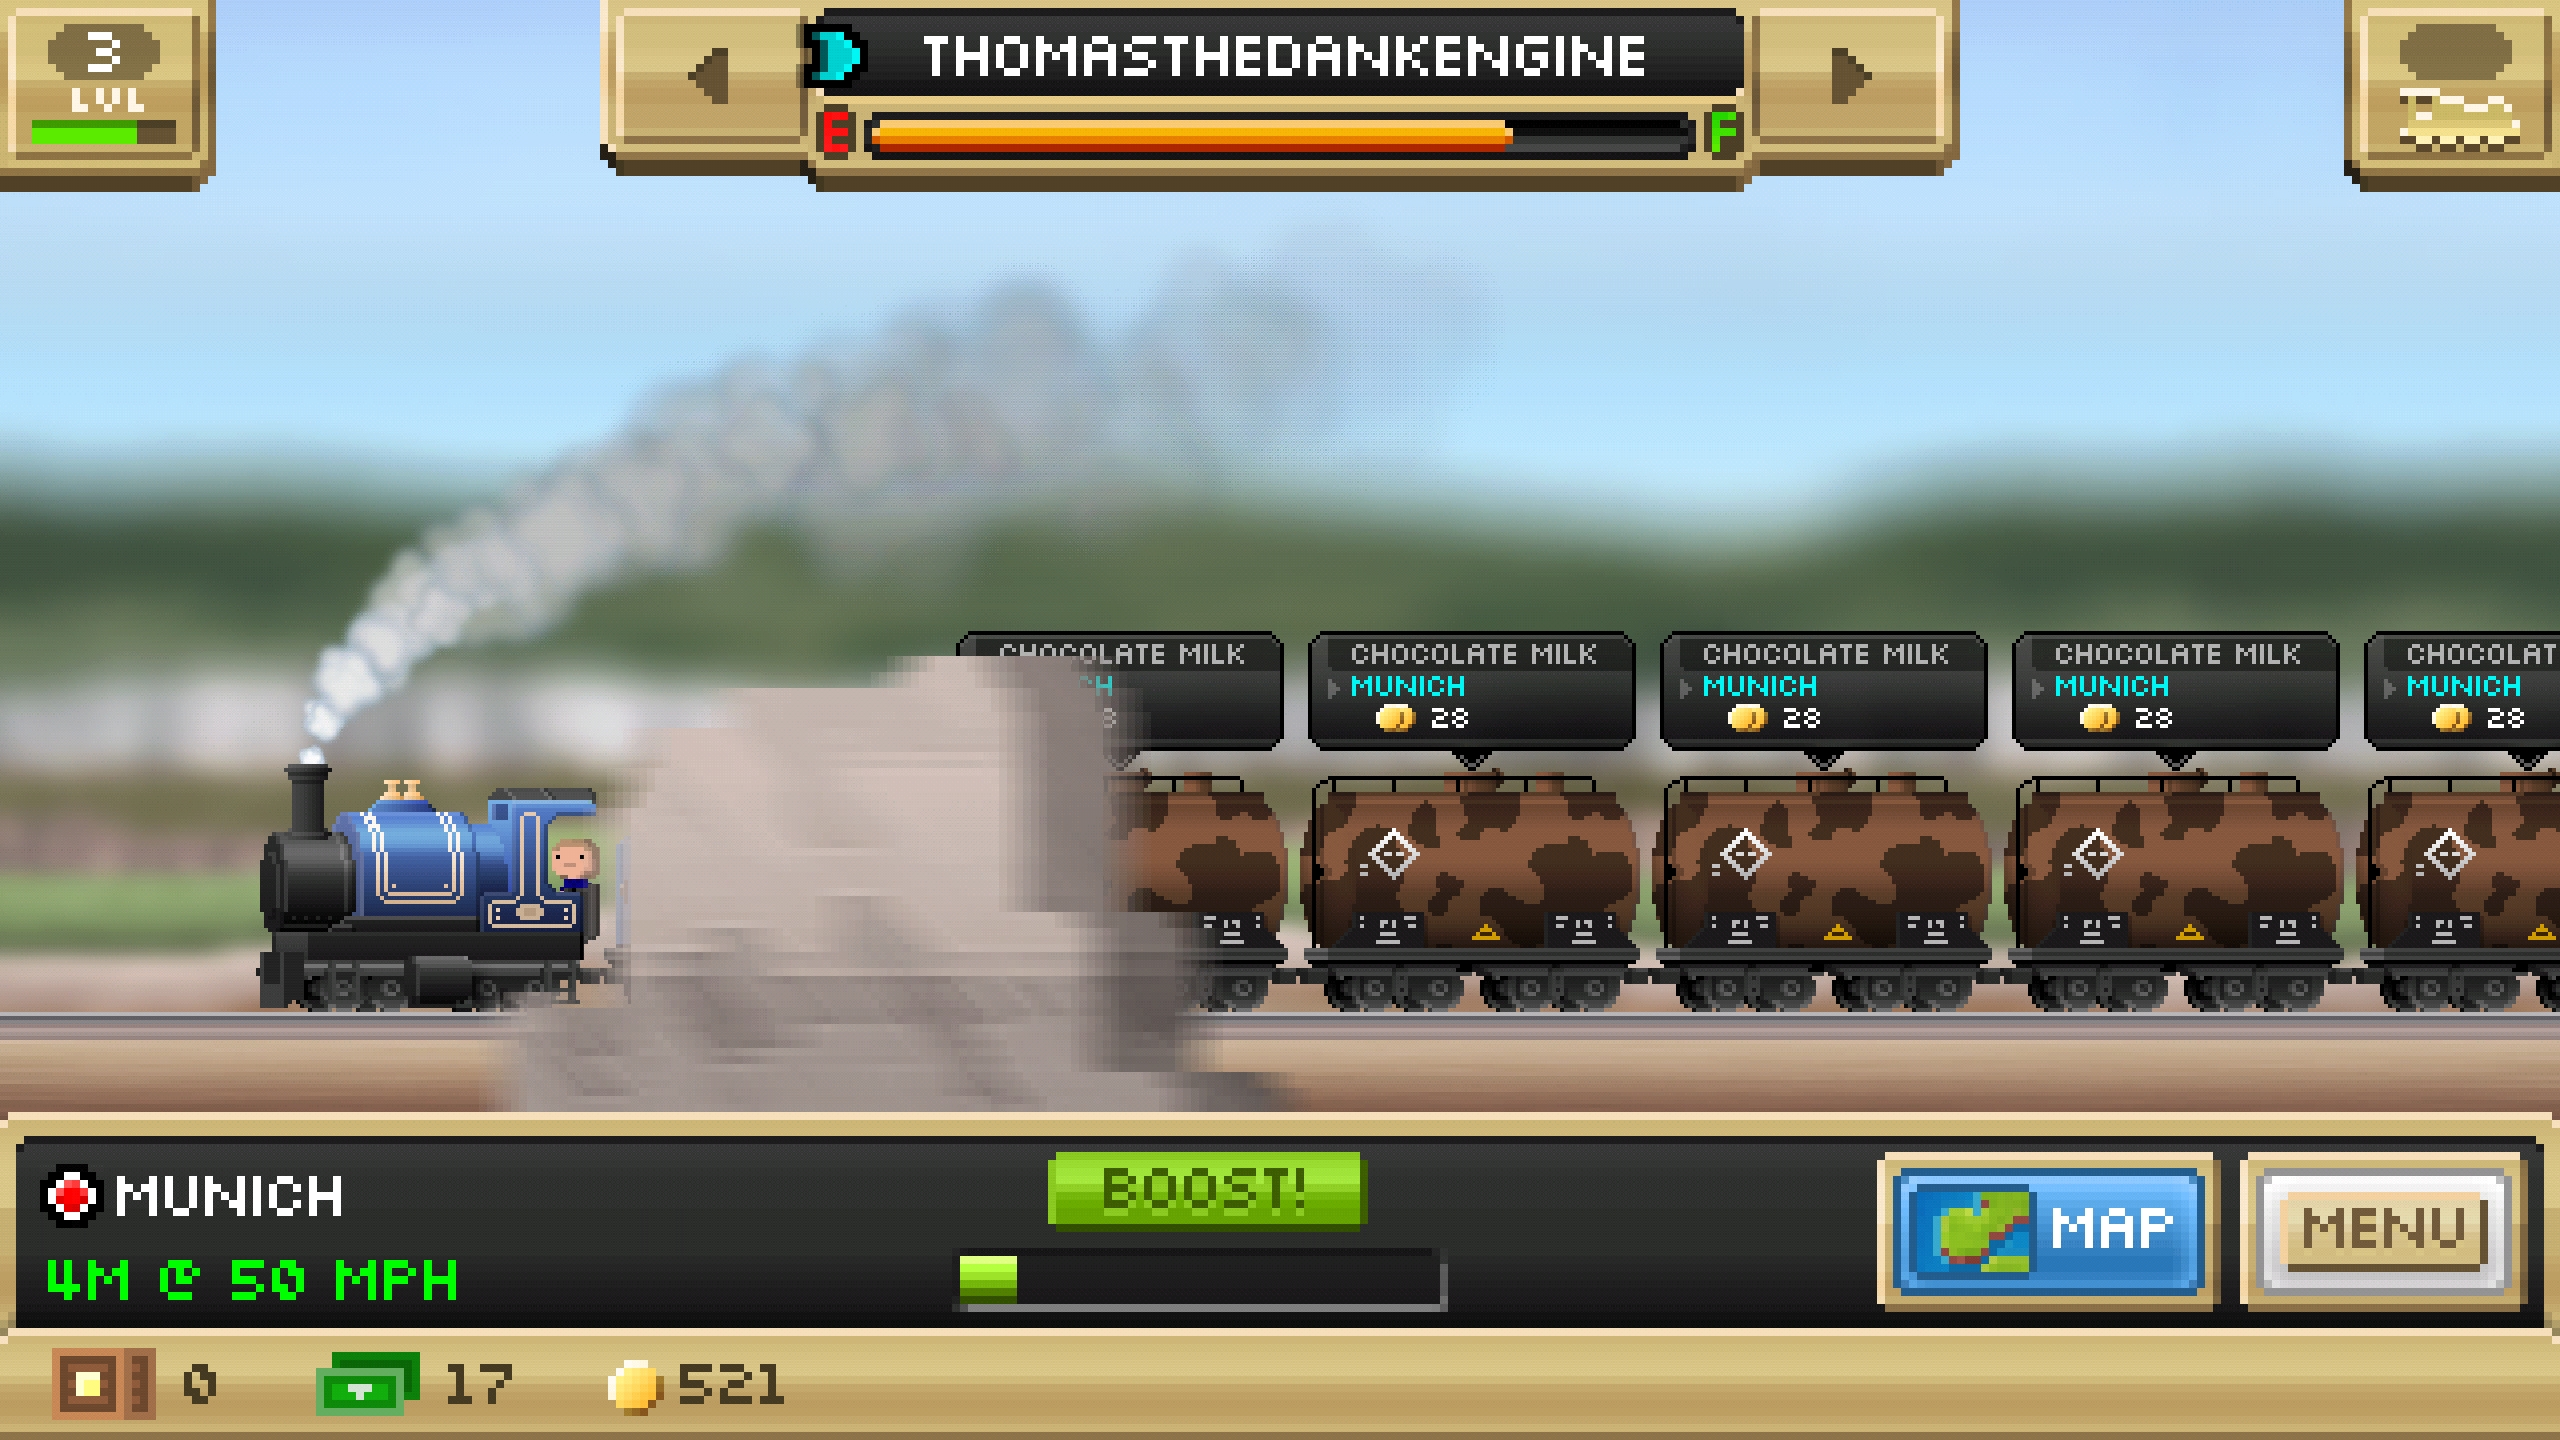 3
LVL
THOMASTHEDANKENGINE
E
F
CHOCOLATE MILK
CHOCOLATE MILK
MUNICH
28
CHOCOLATE MILK
MUNICH
28
CHOCOLATE MILK
MUNICH
28
CHOCOLAT
MUNICH
28
MUNICH
4M @ 50 MPH
BOOST!
MAP
MENU
0
17
521